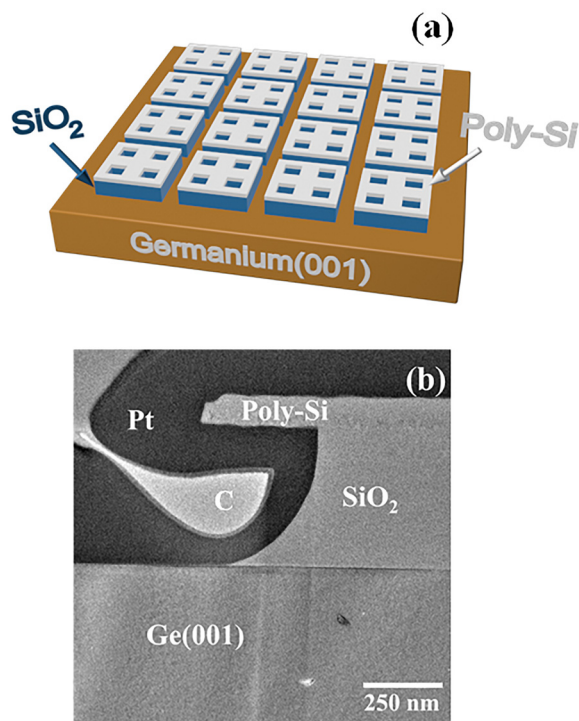 (a)
SiO₂
Poly-Si
Germanium(001)
(b)
Pt
Poly-Si
C
SiO₂
Ge(001)
250 nm